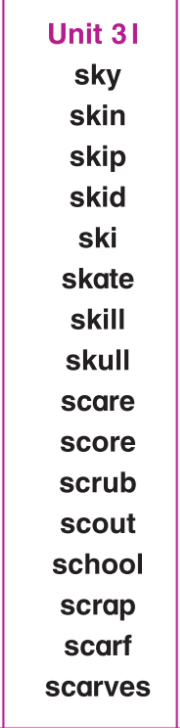 Unit 31
sky
skin
skip
skid
ski
skate
skill
skull
scare
score
scrub
scout
school
scrap
scarf
scarves